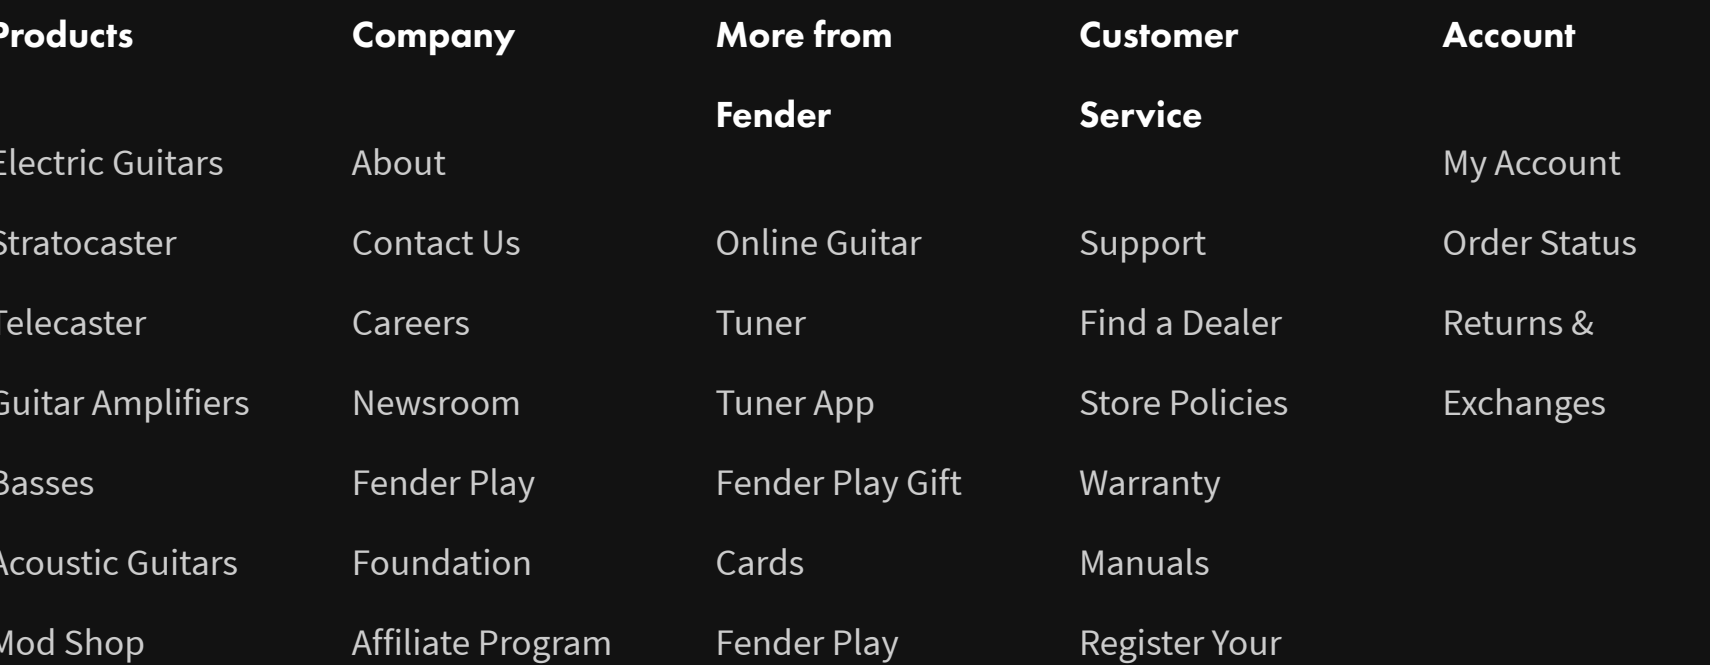 Products
Electric Guitars
Stratocaster
Telecaster
Guitar Amplifiers
Basses
Acoustic Guitars
Mod Shop
Company
About
Contact Us
Careers
Newsroom
Fender Play
Foundation
Affiliate Program
More from
Fender
Online Guitar
Tuner
Tuner App
Fender Play Gift
Cards
Fender Play
Customer
Service
Support
Find a Dealer
Store Policies
Warranty
Manuals
Register Your
Account
My Account
Order Status
Returns &
Exchanges